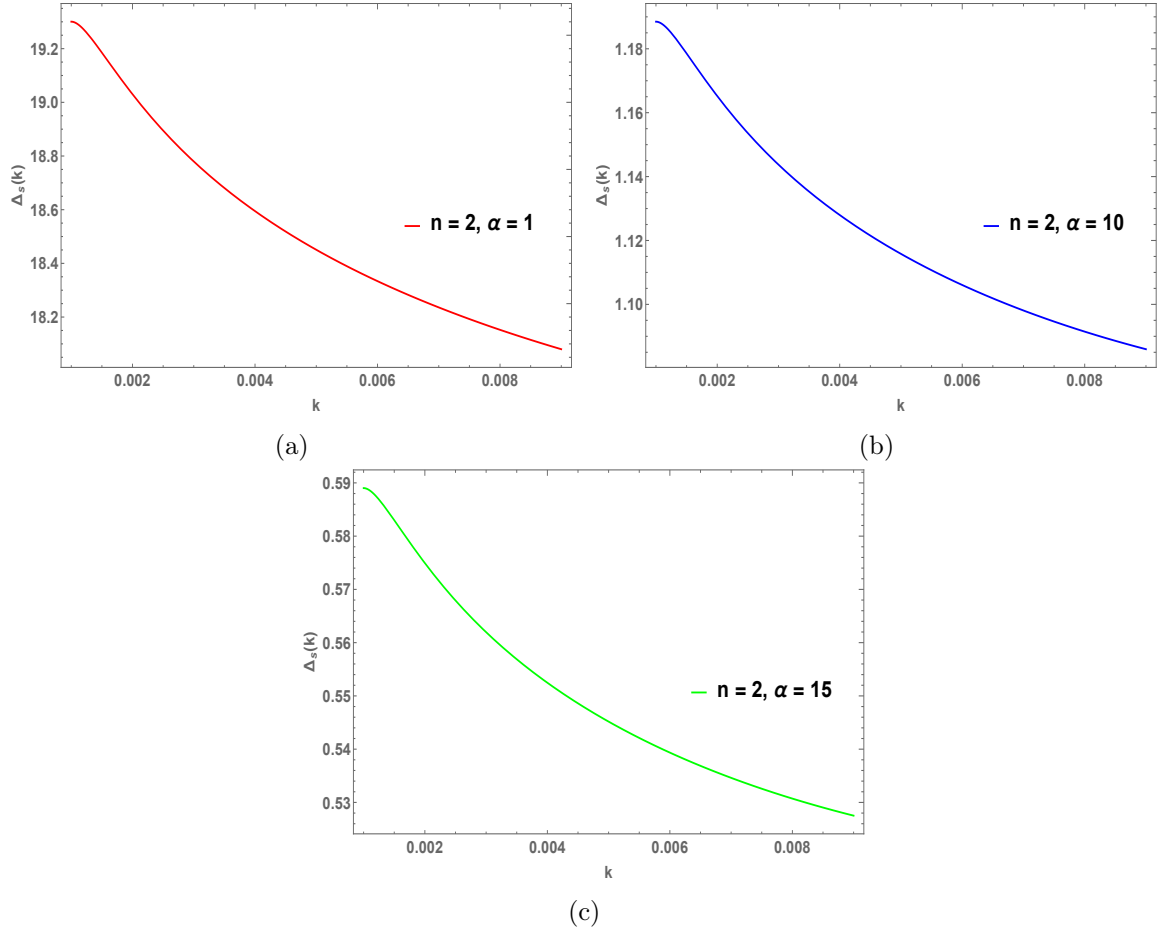 19.2
19.0
18.8
18.6
18.4
18.2
Δs(k)
n = 2, α = 1
0.002 0.004 0.006 0.008
k
(a)
1.18
1.16
1.14
1.12
1.10
Δs(k)
n = 2, α = 10
0.002 0.004 0.006 0.008
k
(b)
0.59
0.58
0.57
0.56
0.55
0.54
0.53
Δs(k)
n = 2, α = 15
0.002 0.004 0.006 0.008
k
(c)